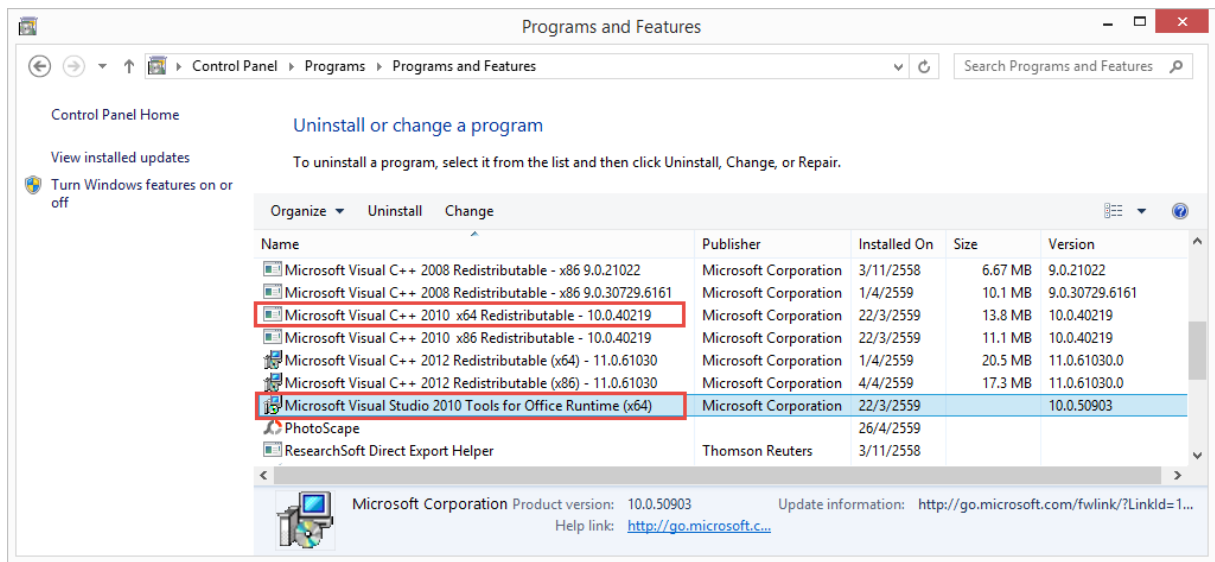 Programs and Features
Control Panel Programs Programs and Features Search Programs and Features
Control Panel Home
View installed updates
Turn Windows features on or
off
Uninstall or change a program
To uninstall a program, select it from the list and then click Uninstall, Change, or Repair.
Organize Uninstall Change
Name Publisher Installed On Size Version
Microsoft Visual C++ 2008 Redistributable - x86 9.0.21022 Microsoft Corporation 3/11/2558 6.67 MB 9.0.21022
Microsoft Visual C++ 2008 Redistributable - x86 9.0.30729.6161 Microsoft Corporation 1/4/2559 10.1 MB 9.0.30729.6161
Microsoft Visual C++ 2010  x64 Redistributable - 10.0.40219 Microsoft Corporation 22/3/2559 13.8 MB 10.0.40219
Microsoft Visual C++ 2010  x86 Redistributable - 10.0.40219 Microsoft Corporation 22/3/2559 11.1 MB 10.0.40219
Microsoft Visual C++ 2012 Redistributable (x64) - 11.0.61030 Microsoft Corporation 1/4/2559 20.5 MB 11.0.61030.0
Microsoft Visual C++ 2012 Redistributable (x86) - 11.0.61030 Microsoft Corporation 4/4/2559 17.3 MB 11.0.61030.0
Microsoft Visual Studio 2010 Tools for Office Runtime (x64) Microsoft Corporation 22/3/2559 10.0.50903
PhotoScape 26/4/2559
ResearchSoft Direct Export Helper Thomson Reuters 3/11/2558
Microsoft Corporation Product version: 10.0.50903 Update information: http://go.microsoft.com/fwlink/?LinkId=1...
Help link: http://go.microsoft.c...